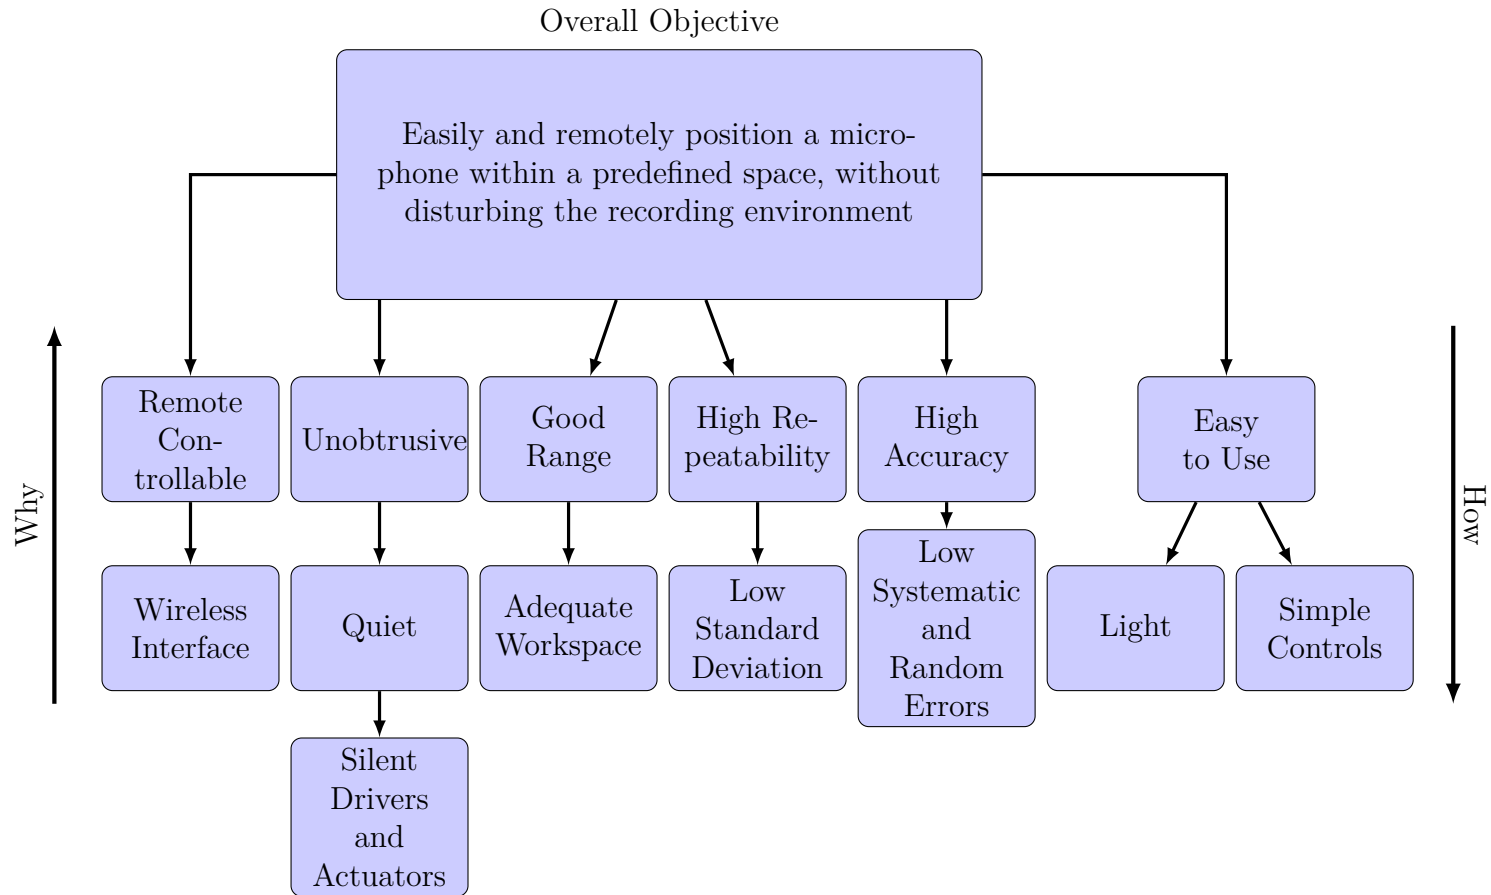 Overall Objective
Easily and remotely position a micro-
phone within a predefined space, without
disturbing the recording environment
Why
How
Remote
Con-
trollable
Unobtrusive
Good
Range
High Re-
peatability
High
Accuracy
Easy
to Use
Wireless
Interface
Quiet
Adequate
Workspace
Low
Standard
Deviation
Low
Systematic
and
Random
Errors
Light
Simple
Controls
Silent
Drivers
and
Actuators